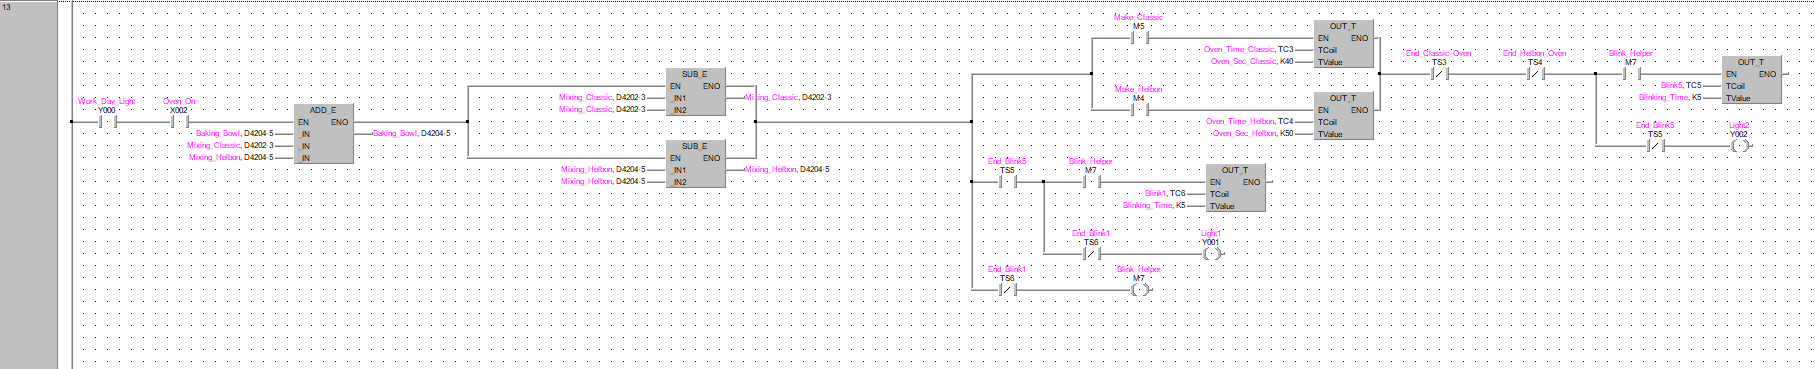 13
Work_Day_Light
Y000
Oven_On
X002
ADD_E
EN ENO
Baking_Bowl, D4204-5 _IN Baking_Bowl, D4204-5
Mixing_Classic, D4202-3 _IN
Mixing_Helbon, D4204-5 _IN
SUB_E
EN ENO
Mixing_Classic, D4202-3 _IN1 Mixing_Classic, D4202-3
Mixing_Classic, D4202-3 _IN2
SUB_E
EN ENO
Mixing_Helbon, D4204-5 _IN1 Mixing_Helbon, D4204-5
Mixing_Helbon, D4204-5 _IN2
Make_Classic
M5
OUT_T
EN ENO
Oven_Time_Classic, TC3 TCoil
Oven_Sec_Classic, K40 TValue
Make_Helbon
M4
OUT_T
EN ENO
Oven_Time_Helbon, TC4 TCoil
Oven_Sec_Helbon, K50 TValue
End_Classic_Oven
TS3
End_Helbon_Oven
TS4
Blink_Helper
M7
OUT_T
EN ENO
Blink5, TC5 TCoil
Blinking_Time, K5 TValue
End_Blink5
TS5
Light2
Y002
End_Blink5
TS5
Blink_Helper
M7
OUT_T
EN ENO
Blink1, TC6 TCoil
Blinking_Time, K5 TValue
End_Blink1
TS6
Light1
Y001
End_Blink1
TS6
Blink_Helper
M7